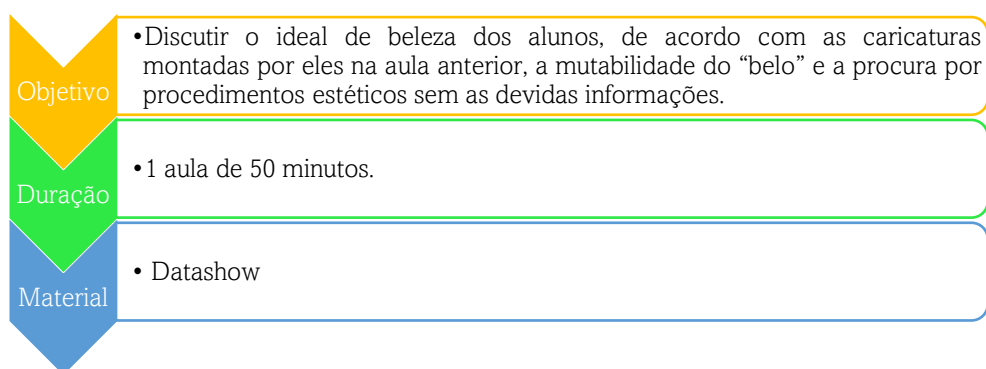 Objetivo
•Discutir o ideal de beleza dos alunos, de acordo com as caricaturas
montadas por eles na aula anterior, a mutabilidade do “belo” e a procura por
procedimentos estéticos sem as devidas informações.
Duração
•1 aula de 50 minutos.
Material
• Datashow